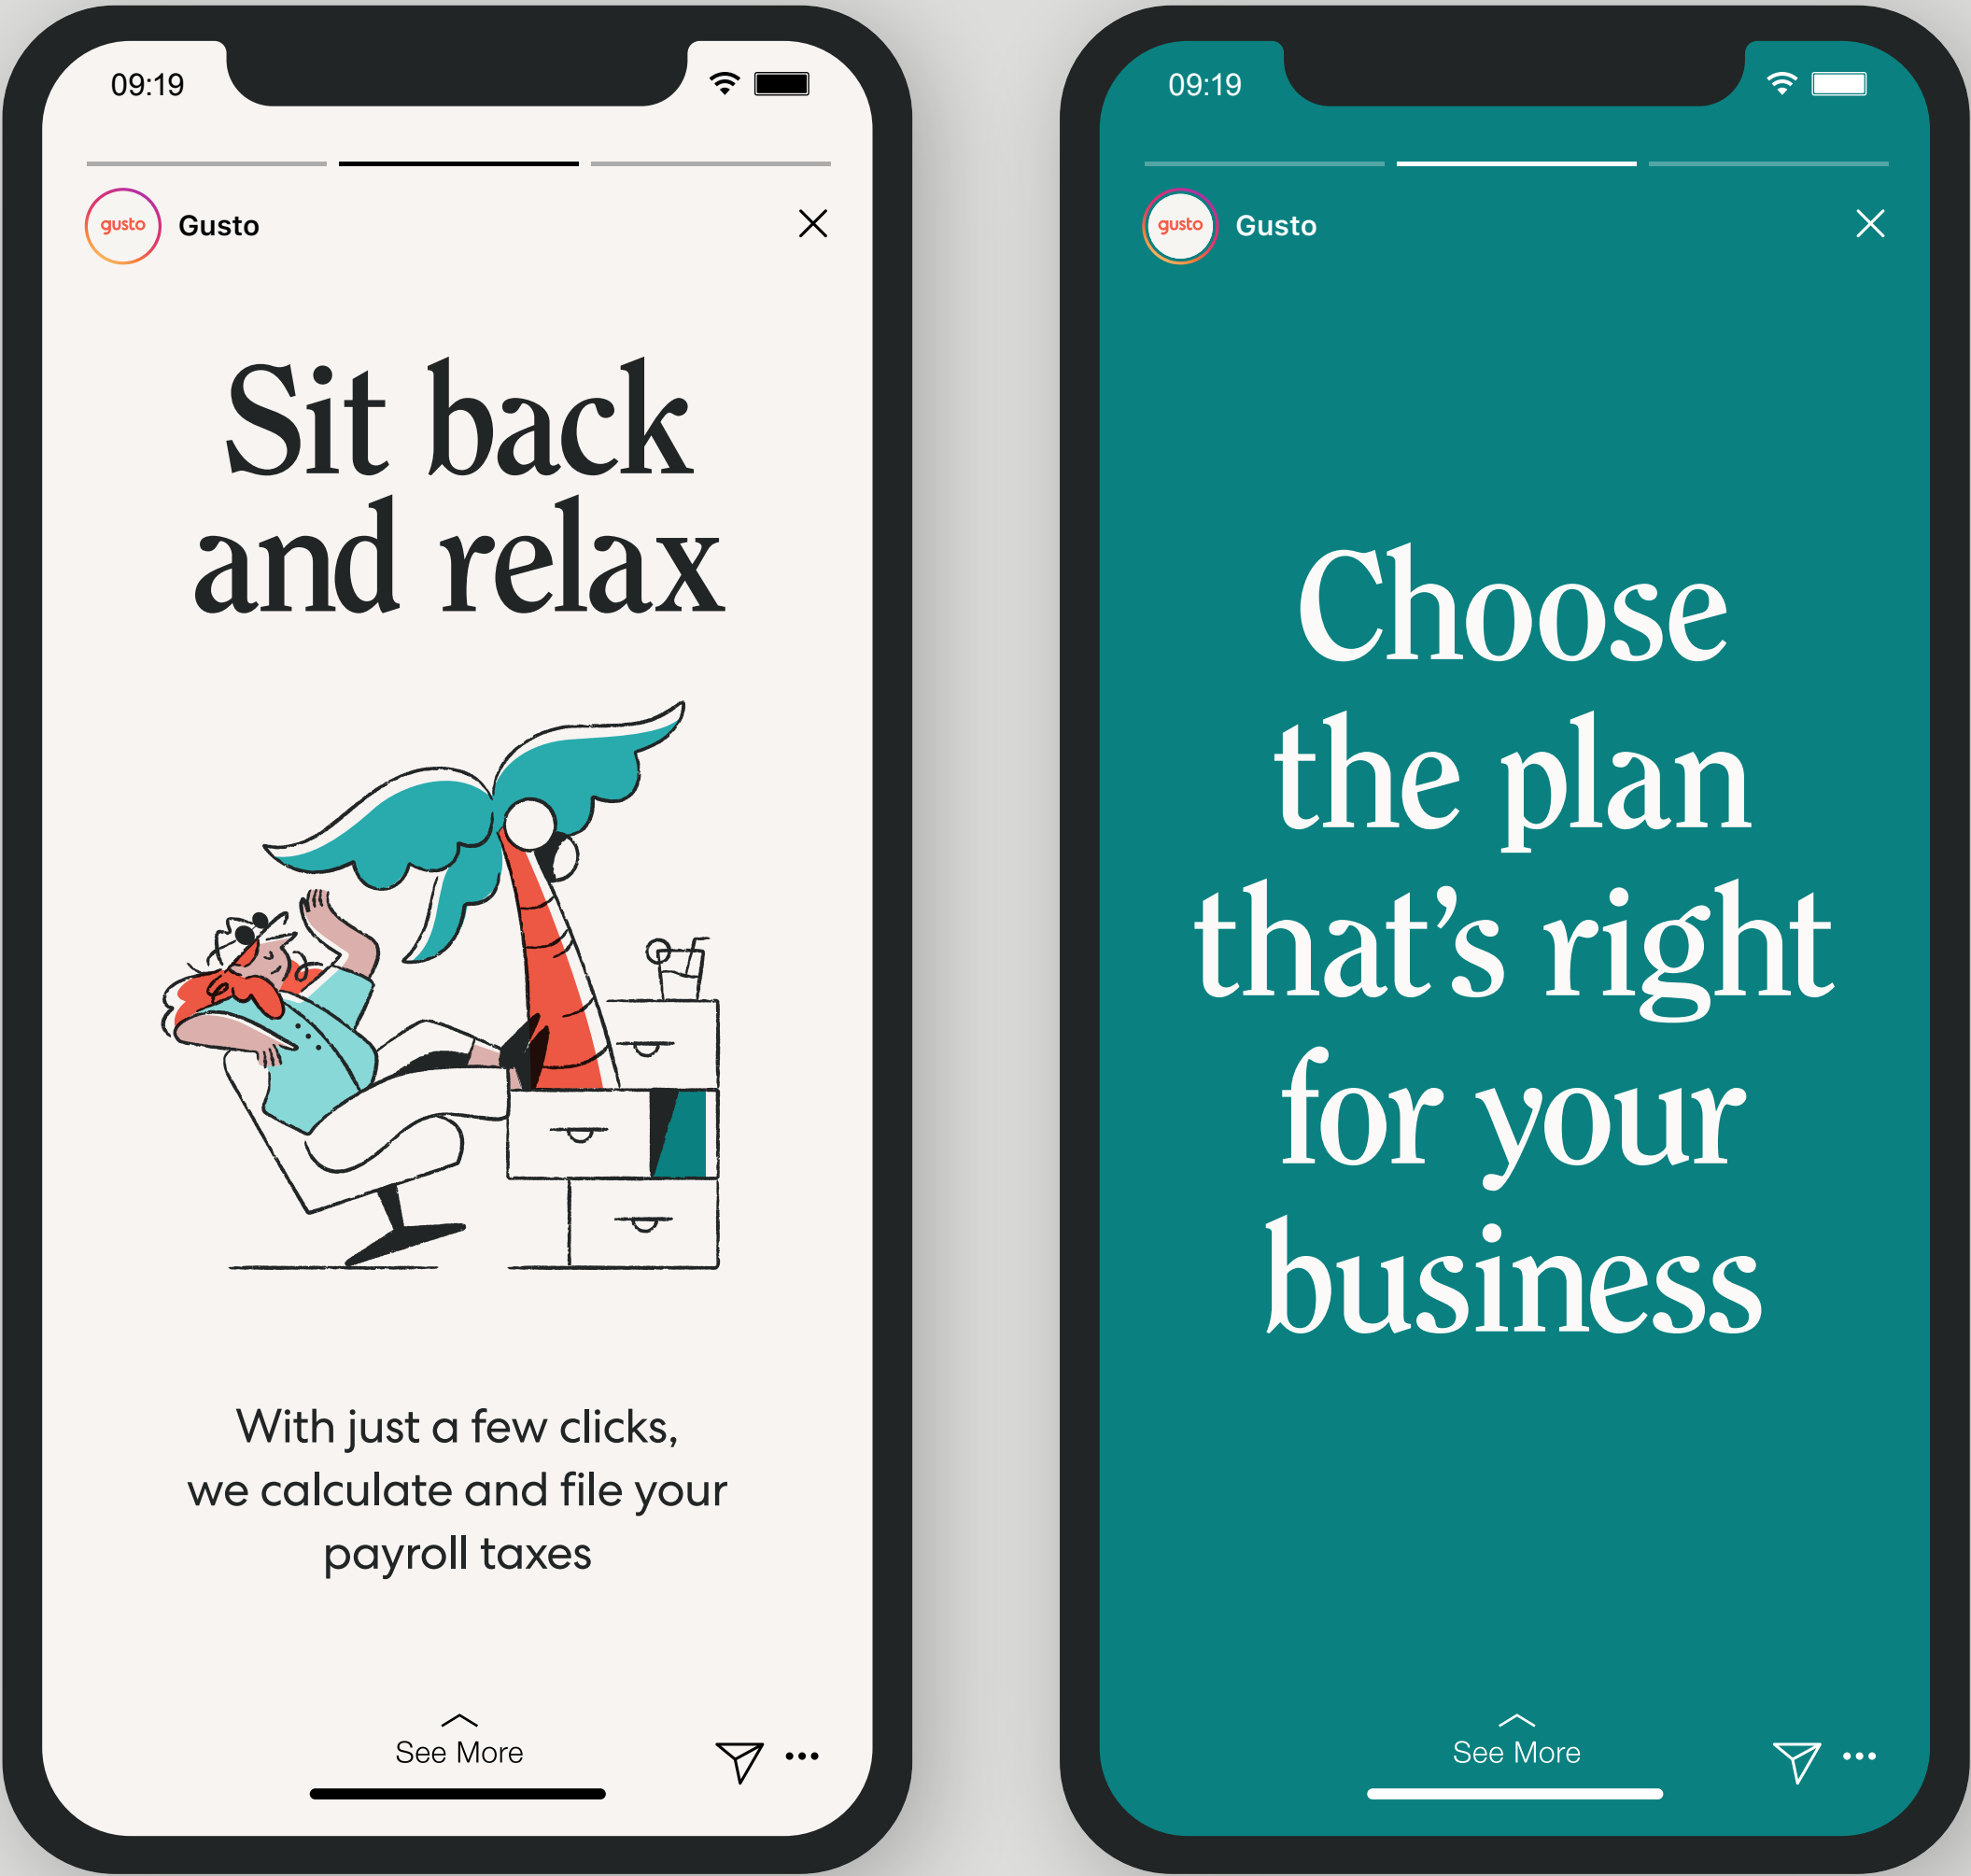 09:19
gusto
Gusto
Sit back
and relax
With just a few clicks,
we calculate and file your
payroll taxes
See More
09:19
gusto
Gusto
Choose
the plan
that’s right
for your
business
See More